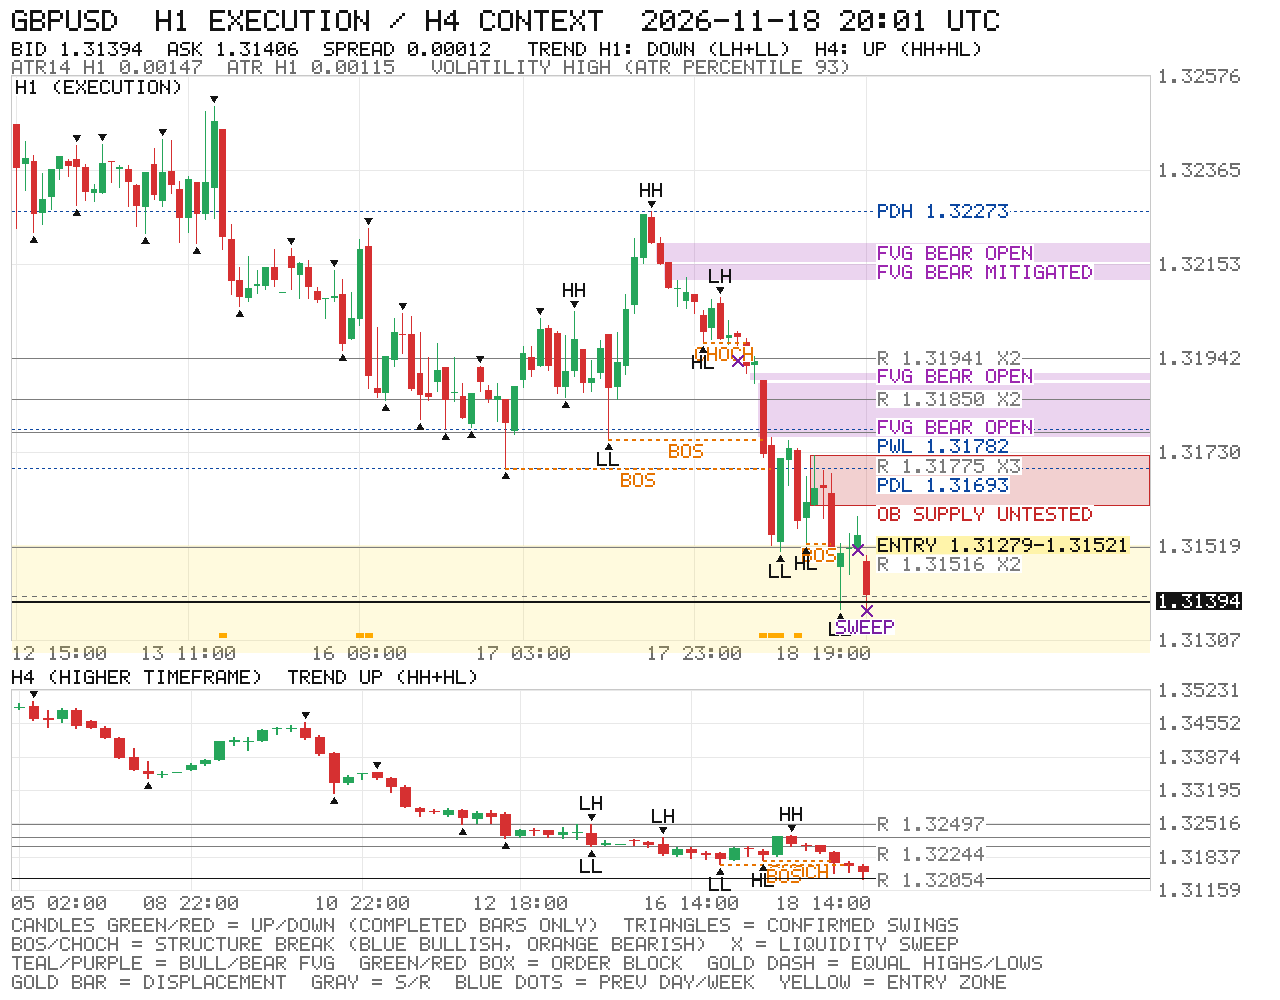 GBPUSD  H1 EXECUTION / H4 CONTEXT  2026-11-18 20:01 UTC
BID 1.31394  ASK 1.31406  SPREAD 0.00012   TREND H1: DOWN (LH+LL)  H4: UP (HH+HL)
ATR14 H1 0.00147  ATR H1 0.00115   VOLATILITY HIGH (ATR PERCENTILE 93)
1.32576
H1 (EXECUTION)
1.32365
HH
PDH 1.32273
FVG BEAR OPEN
1.32153
FVG BEAR MITIGATED
LH
HH
CHOCH
HL
R 1.31941 X2
1.31942
FVG BEAR OPEN
R 1.31850 X2
FVG BEAR OPEN
PWL 1.31782
BOS
1.31730
LL
R 1.31775 X3
BOS
PDL 1.31693
OB SUPPLY UNTESTED
ENTRY 1.31279-1.31521
1.31519
BOS
HL
R 1.31516 X2
LL
1.31394
SWEEP
1.31307
12 15:00  13 11:00  16 08:00  17 03:00  17 23:00  18 19:00
H4 (HIGHER TIMEFRAME)  TREND UP (HH+HL)
1.35231
1.34552
1.33874
1.33195
LH
LH
HH
R 1.32497
1.32516
R 1.32244
1.31837
LL
BOS
LL
HL
R 1.32054
1.31159
05 02:00  08 22:00  10 22:00  12 18:00  16 14:00  18 14:00
CANDLES GREEN/RED = UP/DOWN (COMPLETED BARS ONLY)  TRIANGLES = CONFIRMED SWINGS
BOS/CHOCH = STRUCTURE BREAK (BLUE BULLISH, ORANGE BEARISH)  X = LIQUIDITY SWEEP
TEAL/PURPLE = BULL/BEAR FVG  GREEN/RED BOX = ORDER BLOCK  GOLD DASH = EQUAL HIGHS/LOWS
GOLD BAR = DISPLACEMENT  GRAY = S/R  BLUE DOTS = PREV DAY/WEEK  YELLOW = ENTRY ZONE